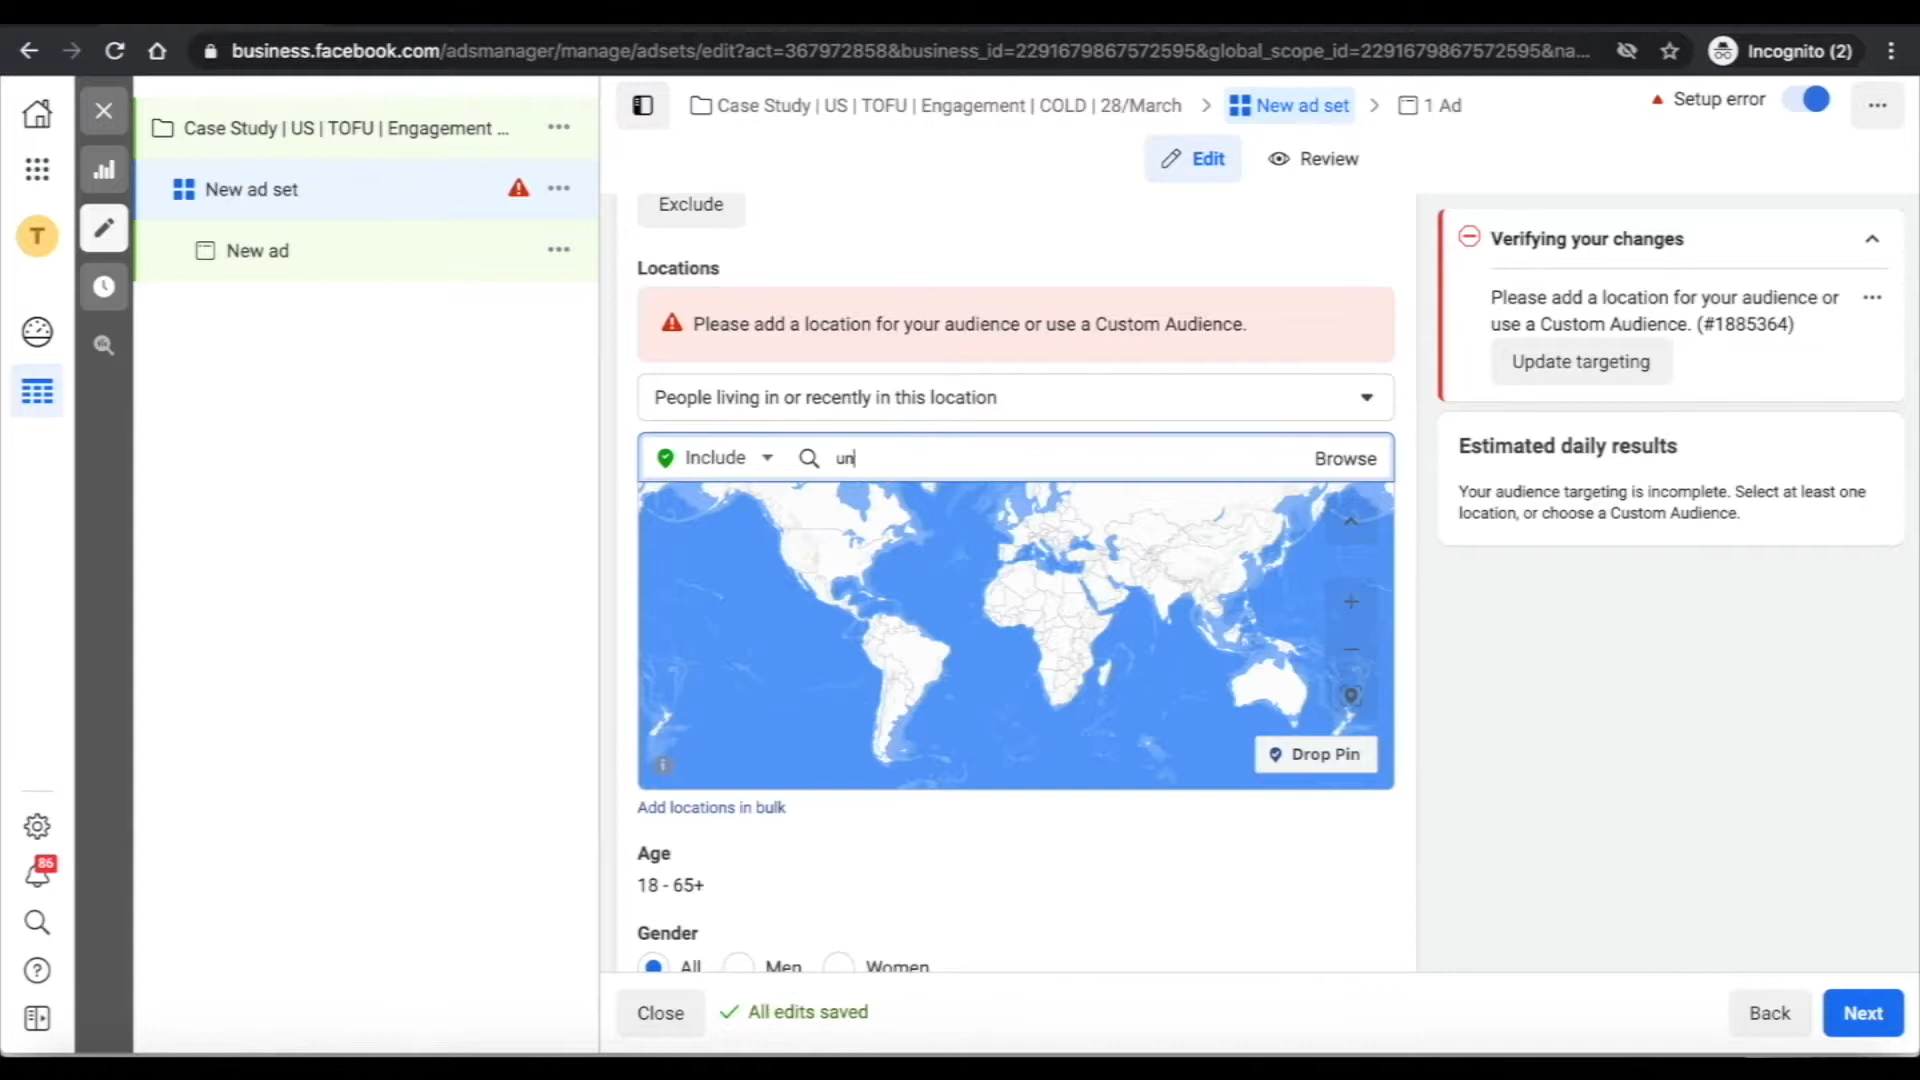 business.facebook.com/adsmanager/manage/adsets/edit?act=367972858&business_id=2291679867572595&global_scope_id=2291679867572595&na...
Incognito (2)
Case Study | US | TOFU | Engagement ...
New ad set
New ad
T
86
Case Study | US | TOFU | Engagement | COLD | 28/March
New ad set
1 Ad
Setup error
Edit
Review
Exclude
Locations
Please add a location for your audience or use a Custom Audience.
People living in or recently in this location
Include
un
Browse
Drop Pin
Add locations in bulk
Age
18 - 65+
Gender
All
Men
Women
Verifying your changes
Please add a location for your audience or
use a Custom Audience. (#1885364)
Update targeting
Estimated daily results
Your audience targeting is incomplete. Select at least one
location, or choose a Custom Audience.
Close
All edits saved
Back
Next